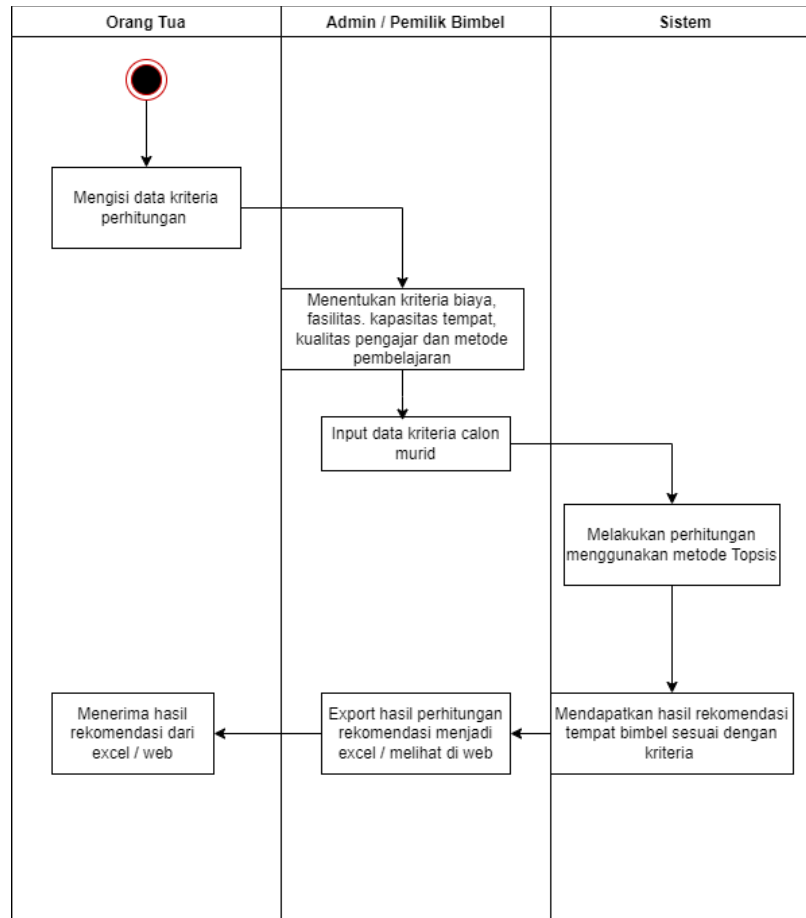 Orang Tua
Admin / Pemilik Bimbel
Sistem
Mengisi data kriteria
perhitungan
Menentukan kriteria biaya,
fasilitas. kapasitas tempat,
kualitas pengajar dan metode
pembelajaran
Input data kriteria calon
murid
Melakukan perhitungan
menggunakan metode Topsis
Menerima hasil
rekomendasi dari
excel / web
Export hasil perhitungan
rekomendasi menjadi
excel / melihat di web
Mendapatkan hasil rekomendasi
tempat bimbel sesuai dengan
kriteria